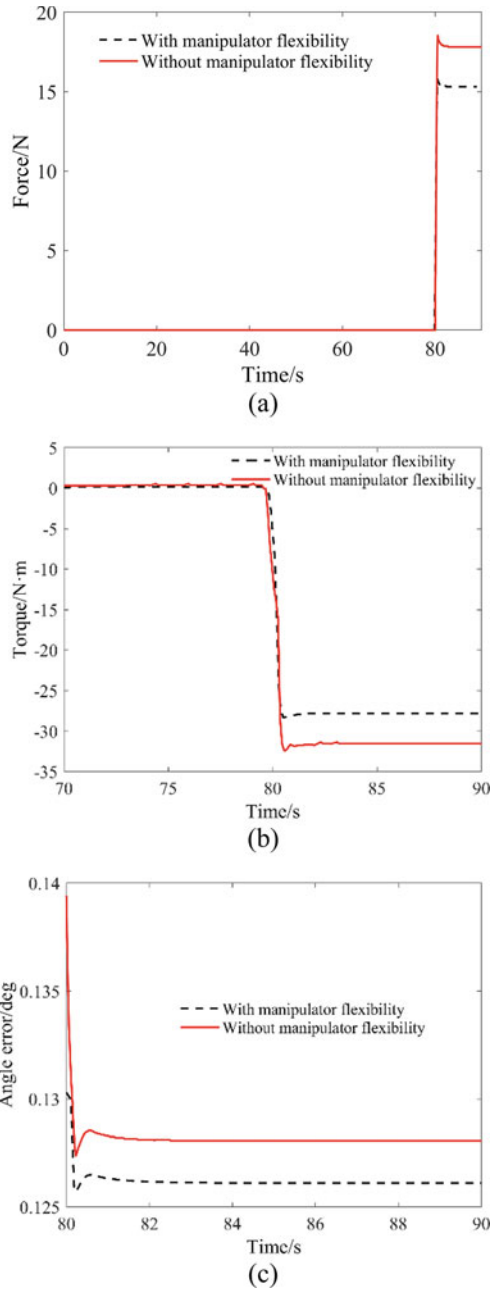 20
With manipulator flexibility
Without manipulator flexibility
15
10
5
0
Force/N
0 20 40 60 80
Time/s
(a)
5
With manipulator flexibility
0
Without manipulator flexibility
-5
-10
-15
-20
-25
-30
-35
Torque/N·m
70 75 80 85 90
Time/s
(b)
0.14
0.135
With manipulator flexibility
Without manipulator flexibility
0.13
0.125
Angle error/deg
80 82 84 86 88 90
Time/s
(c)